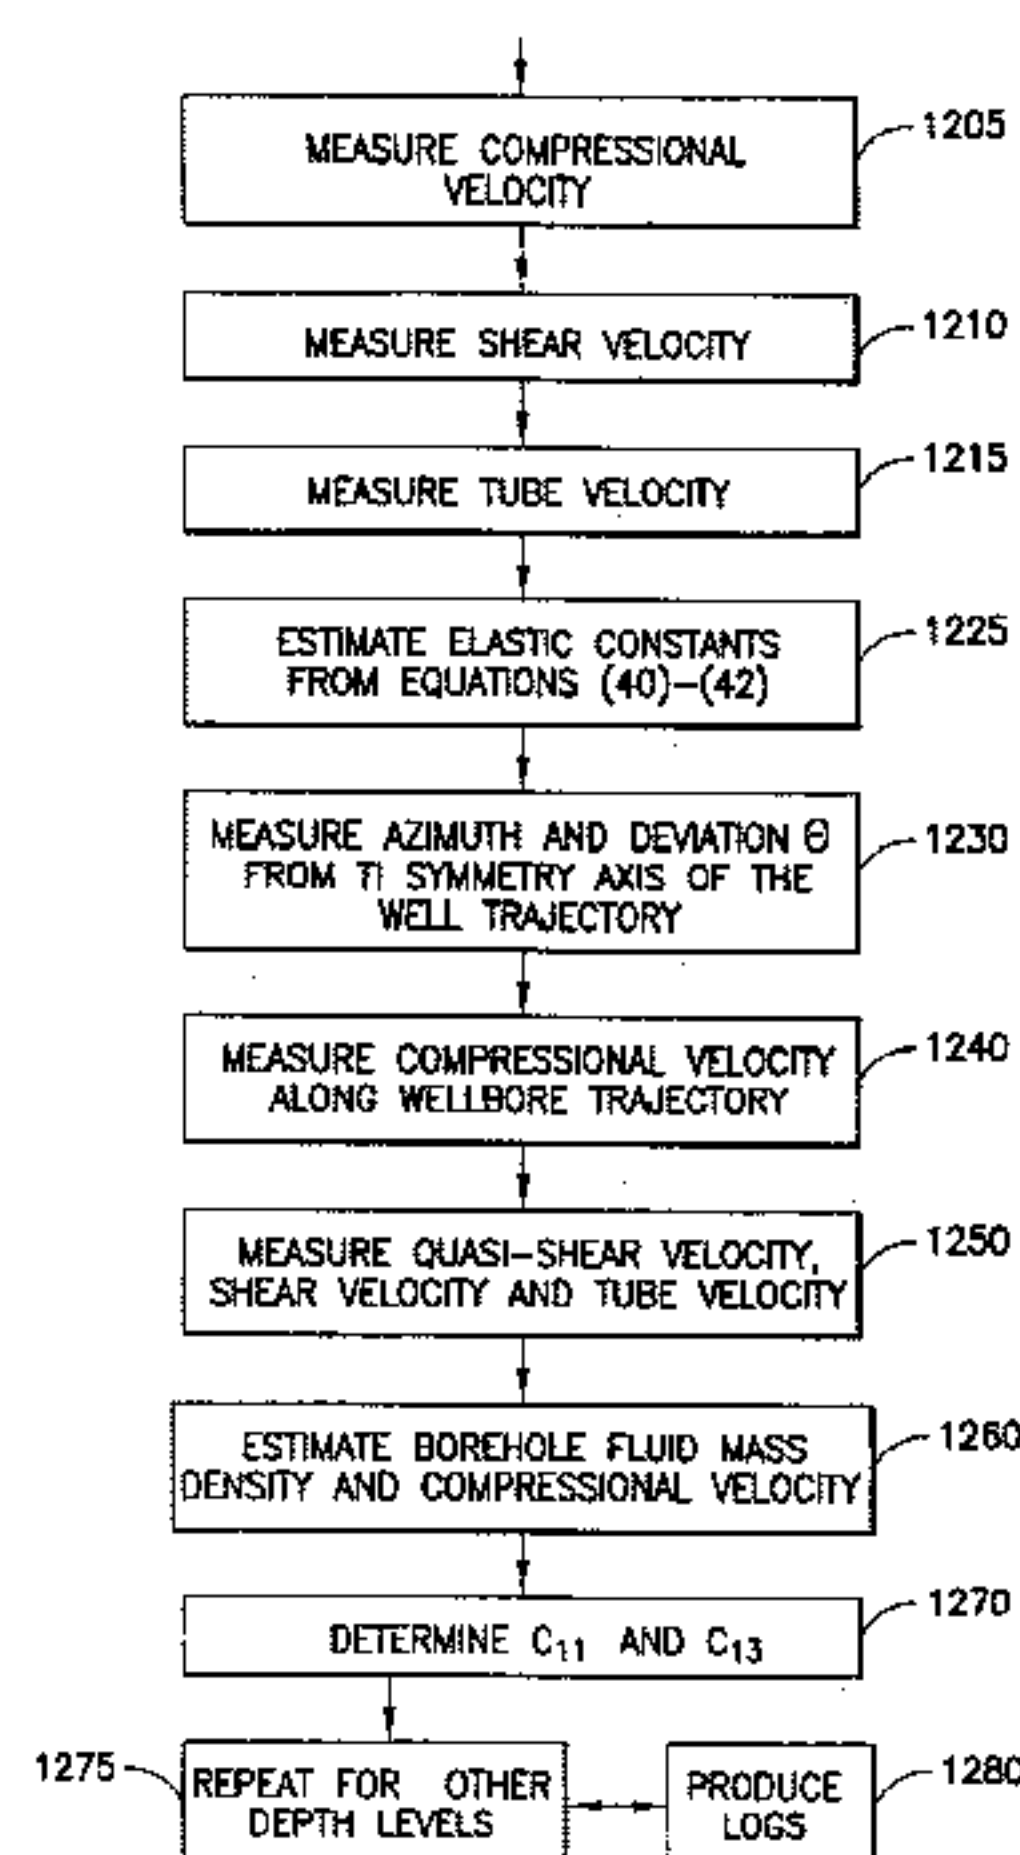 MEASURE COMPRESSIONAL
VELOCITY
1205
MEASURE SHEAR VELOCITY
1210
MEASURE TUBE VELOCITY
1215
ESTIMATE ELASTIC CONSTANTS
FROM EQUATIONS (40)–(42)
1225
MEASURE AZIMUTH AND DEVIATION Θ
FROM TI SYMMETRY AXIS OF THE
WELL TRAJECTORY
1230
MEASURE COMPRESSIONAL VELOCITY
ALONG WELLBORE TRAJECTORY
1240
MEASURE QUASI–SHEAR VELOCITY,
SHEAR VELOCITY AND TUBE VELOCITY
1250
ESTIMATE BOREHOLE FLUID MASS
DENSITY AND COMPRESSIONAL VELOCITY
1260
DETERMINE C₁₁ AND C₁₃
1270
1275
REPEAT FOR OTHER
DEPTH LEVELS
PRODUCE
LOGS
1280